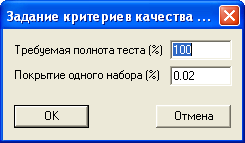 Задание критериев качества ...
Требуемая полнота теста (%)
100
Покрытие одного набора (%)
0.02
OK
Отмена